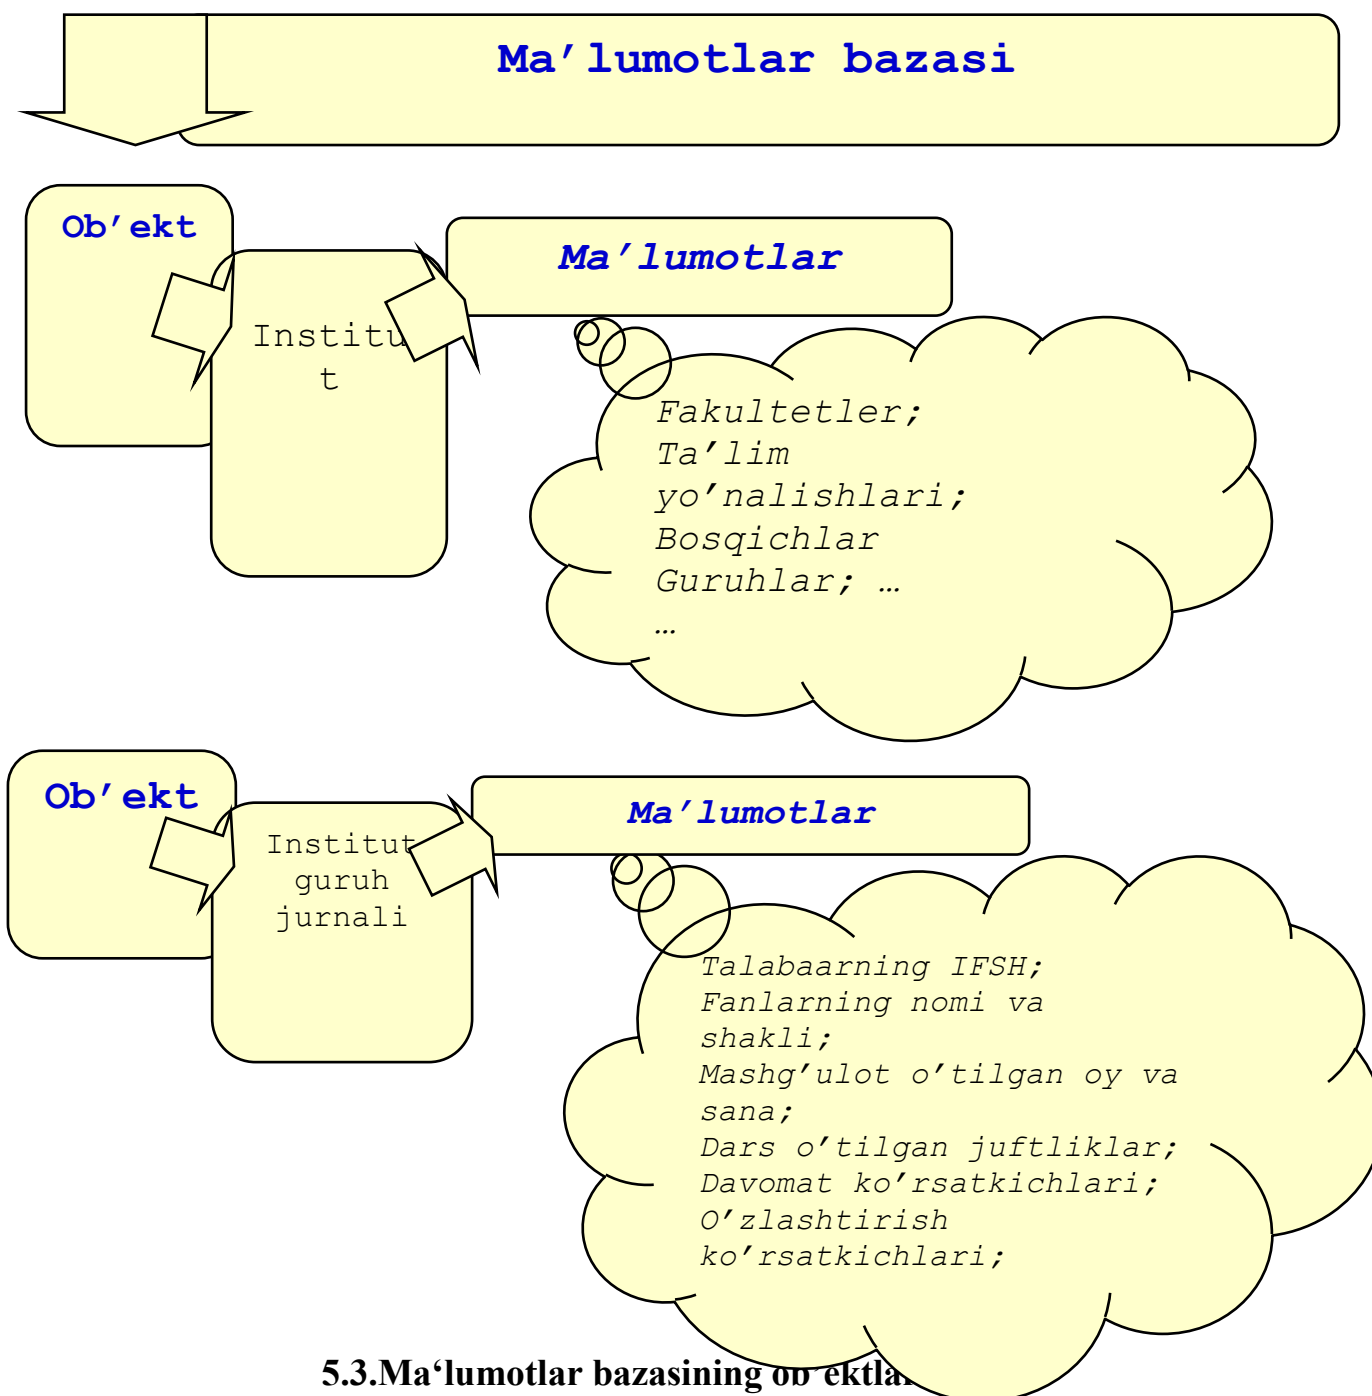 Ma’lumotlar bazasi
Ob’ekt
Institu
t
Ma’lumotlar
Fakultetler;
Ta’lim
yo’nalishlari;
Bosqichlar
Guruhlar; …
…
Ob’ekt
Institut
guruh
jurnali
Ma’lumotlar
Talabaarning IFSH;
Fanlarning nomi va
shakli;
Mashg’ulot o’tilgan oy va
sana;
Dars o’tilgan juftliklar;
Davomat ko’rsatkichlari;
O’zlashtirish
ko’rsatkichlari;
5.3.Ma‘lumotlar bazasining